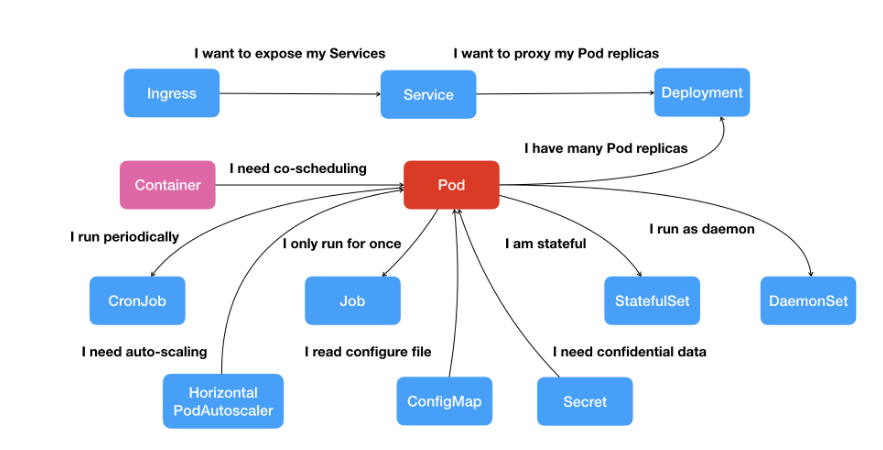 I want to expose my Services
I want to proxy my Pod replicas
Ingress
Service
Deployment
I have many Pod replicas
I need co-scheduling
Container
Pod
I run periodically
I only run for once
I am stateful
I run as daemon
CronJob
Job
StatefulSet
DaemonSet
I need auto-scaling
I read configure file
I need confidential data
Horizontal
PodAutoscaler
ConfigMap
Secret